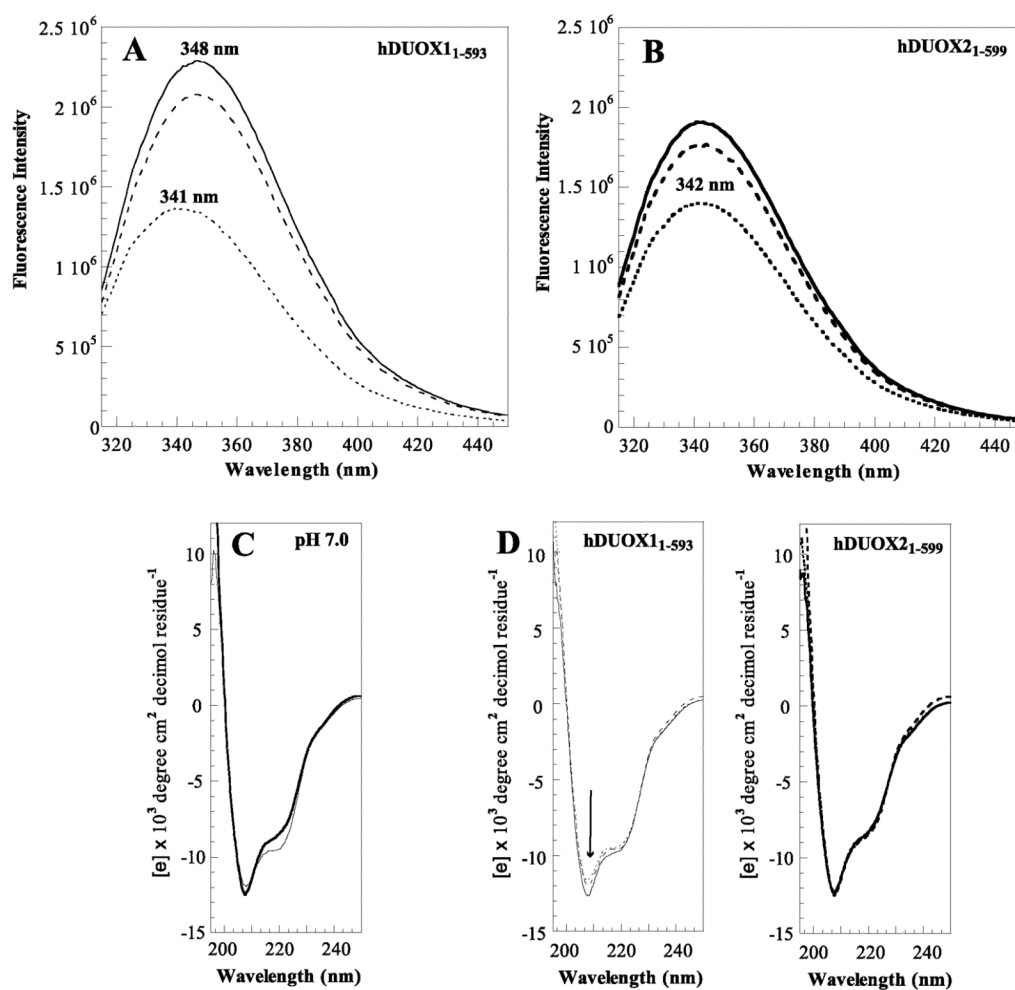 A
348 nm
hDUOX1₁₋₅₉₃
341 nm
2.5 10⁶
2 10⁶
1.5 10⁶
1 10⁶
5 10⁵
0
Fluorescence Intensity
320 340 360 380 400 420 440
Wavelength (nm)
B
hDUOX2₁₋₅₉₉
342 nm
2.5 10⁶
2 10⁶
1.5 10⁶
1 10⁶
5 10⁵
0
Fluorescence Intensity
320 340 360 380 400 420 440
Wavelength (nm)
C
pH 7.0
10
5
0
-5
-10
-15
[ө] x 10³ degree cm² decimol residue⁻¹
200 220 240
Wavelength (nm)
D
hDUOX1₁₋₅₉₃
10
5
0
-5
-10
-15
[ө] x 10³ degree cm² decimol residue⁻¹
200 220 240
Wavelength (nm)
hDUOX2₁₋₅₉₉
10
5
0
-5
-10
-15
[ө] x 10³ degree cm² decimol residue⁻¹
200 220 240
Wavelength (nm)